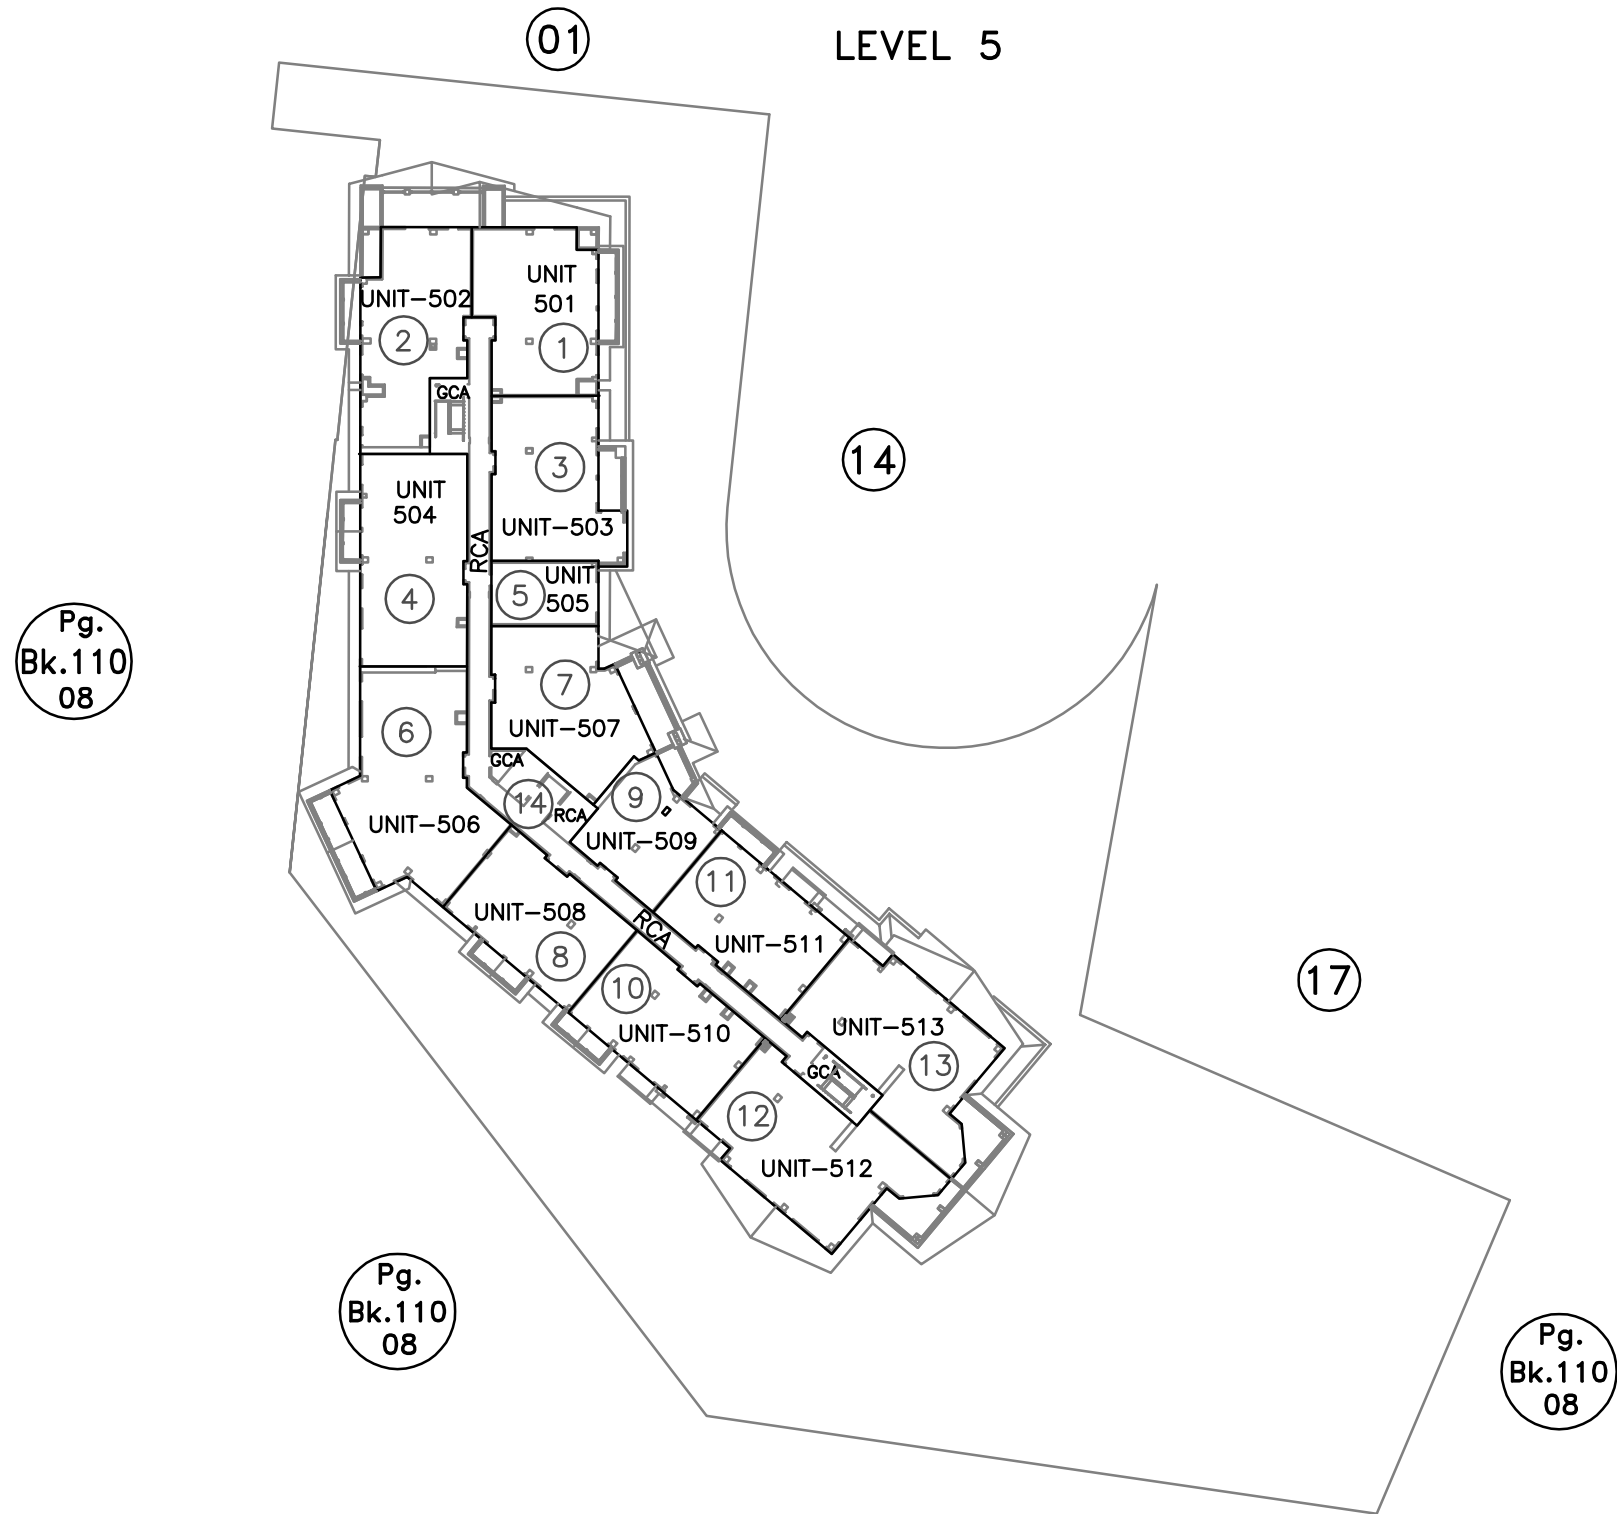 01
LEVEL 5
UNIT
501
UNIT-502
2
1
GCA
14
3
UNIT
504
UNIT-503
RCA
UNIT
505
5
4
Pg.
Bk.110
08
7
6
UNIT-507
GCA
9
14
RCA
UNIT-506
UNIT-509
11
UNIT-508
RCA
UNIT-511
8
17
10
UNIT-510
UNIT-513
13
GCA
12
UNIT-512
Pg.
Bk.110
08
Pg.
Bk.110
08